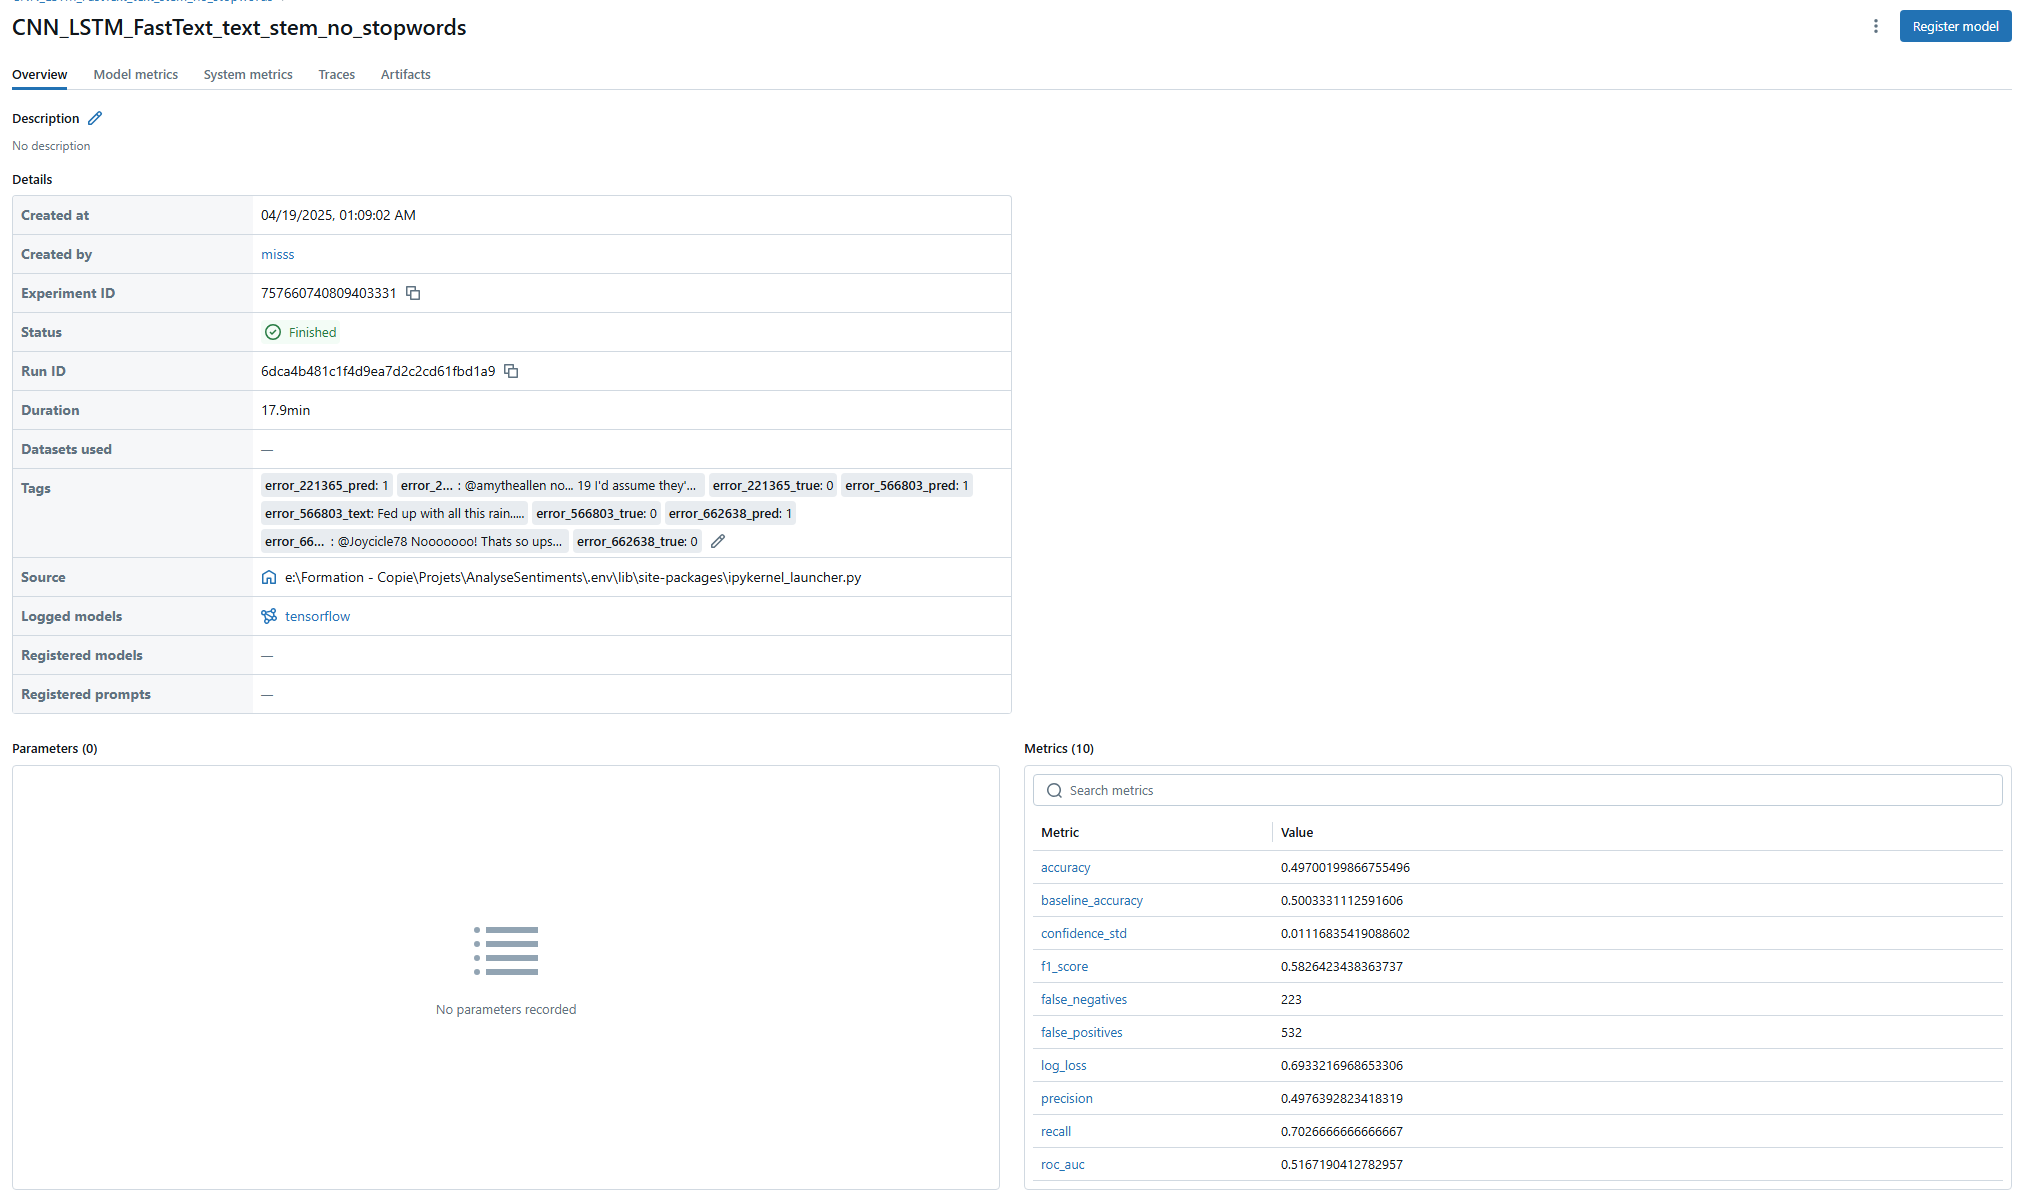 CNN_LSTM_FastText_text_stem_no_stopwords
Register model
Overview Model metrics System metrics Traces Artifacts
Description
No description
Details
Created at 04/19/2025, 01:09:02 AM
Created by misss
Experiment ID 757660740809403331
Status Finished
Run ID 6dca4b481c1f4d9ea7d2c2cd61fbd1a9
Duration 17.9min
Datasets used —
Tags error_221365_pred: 1 error_2... : @amytheallen no... 19 I'd assume they'... error_221365_true: 0 error_566803_pred: 1
error_566803_text: Fed up with all this rain..... error_566803_true: 0 error_662638_pred: 1
error_66... : @Joycicle78 Nooooooo! Thats so ups... error_662638_true: 0
Source e:\Formation - Copie\Projets\AnalyseSentiments\.env\lib\site-packages\ipykernel_launcher.py
Logged models tensorflow
Registered models —
Registered prompts —
Parameters (0)
No parameters recorded
Metrics (10)
Search metrics
Metric Value
accuracy 0.49700199866755496
baseline_accuracy 0.5003331112591606
confidence_std 0.01116835419088602
f1_score 0.5826423438363737
false_negatives 223
false_positives 532
log_loss 0.6933216968653306
precision 0.4976392823418319
recall 0.7026666666666667
roc_auc 0.5167190412782957